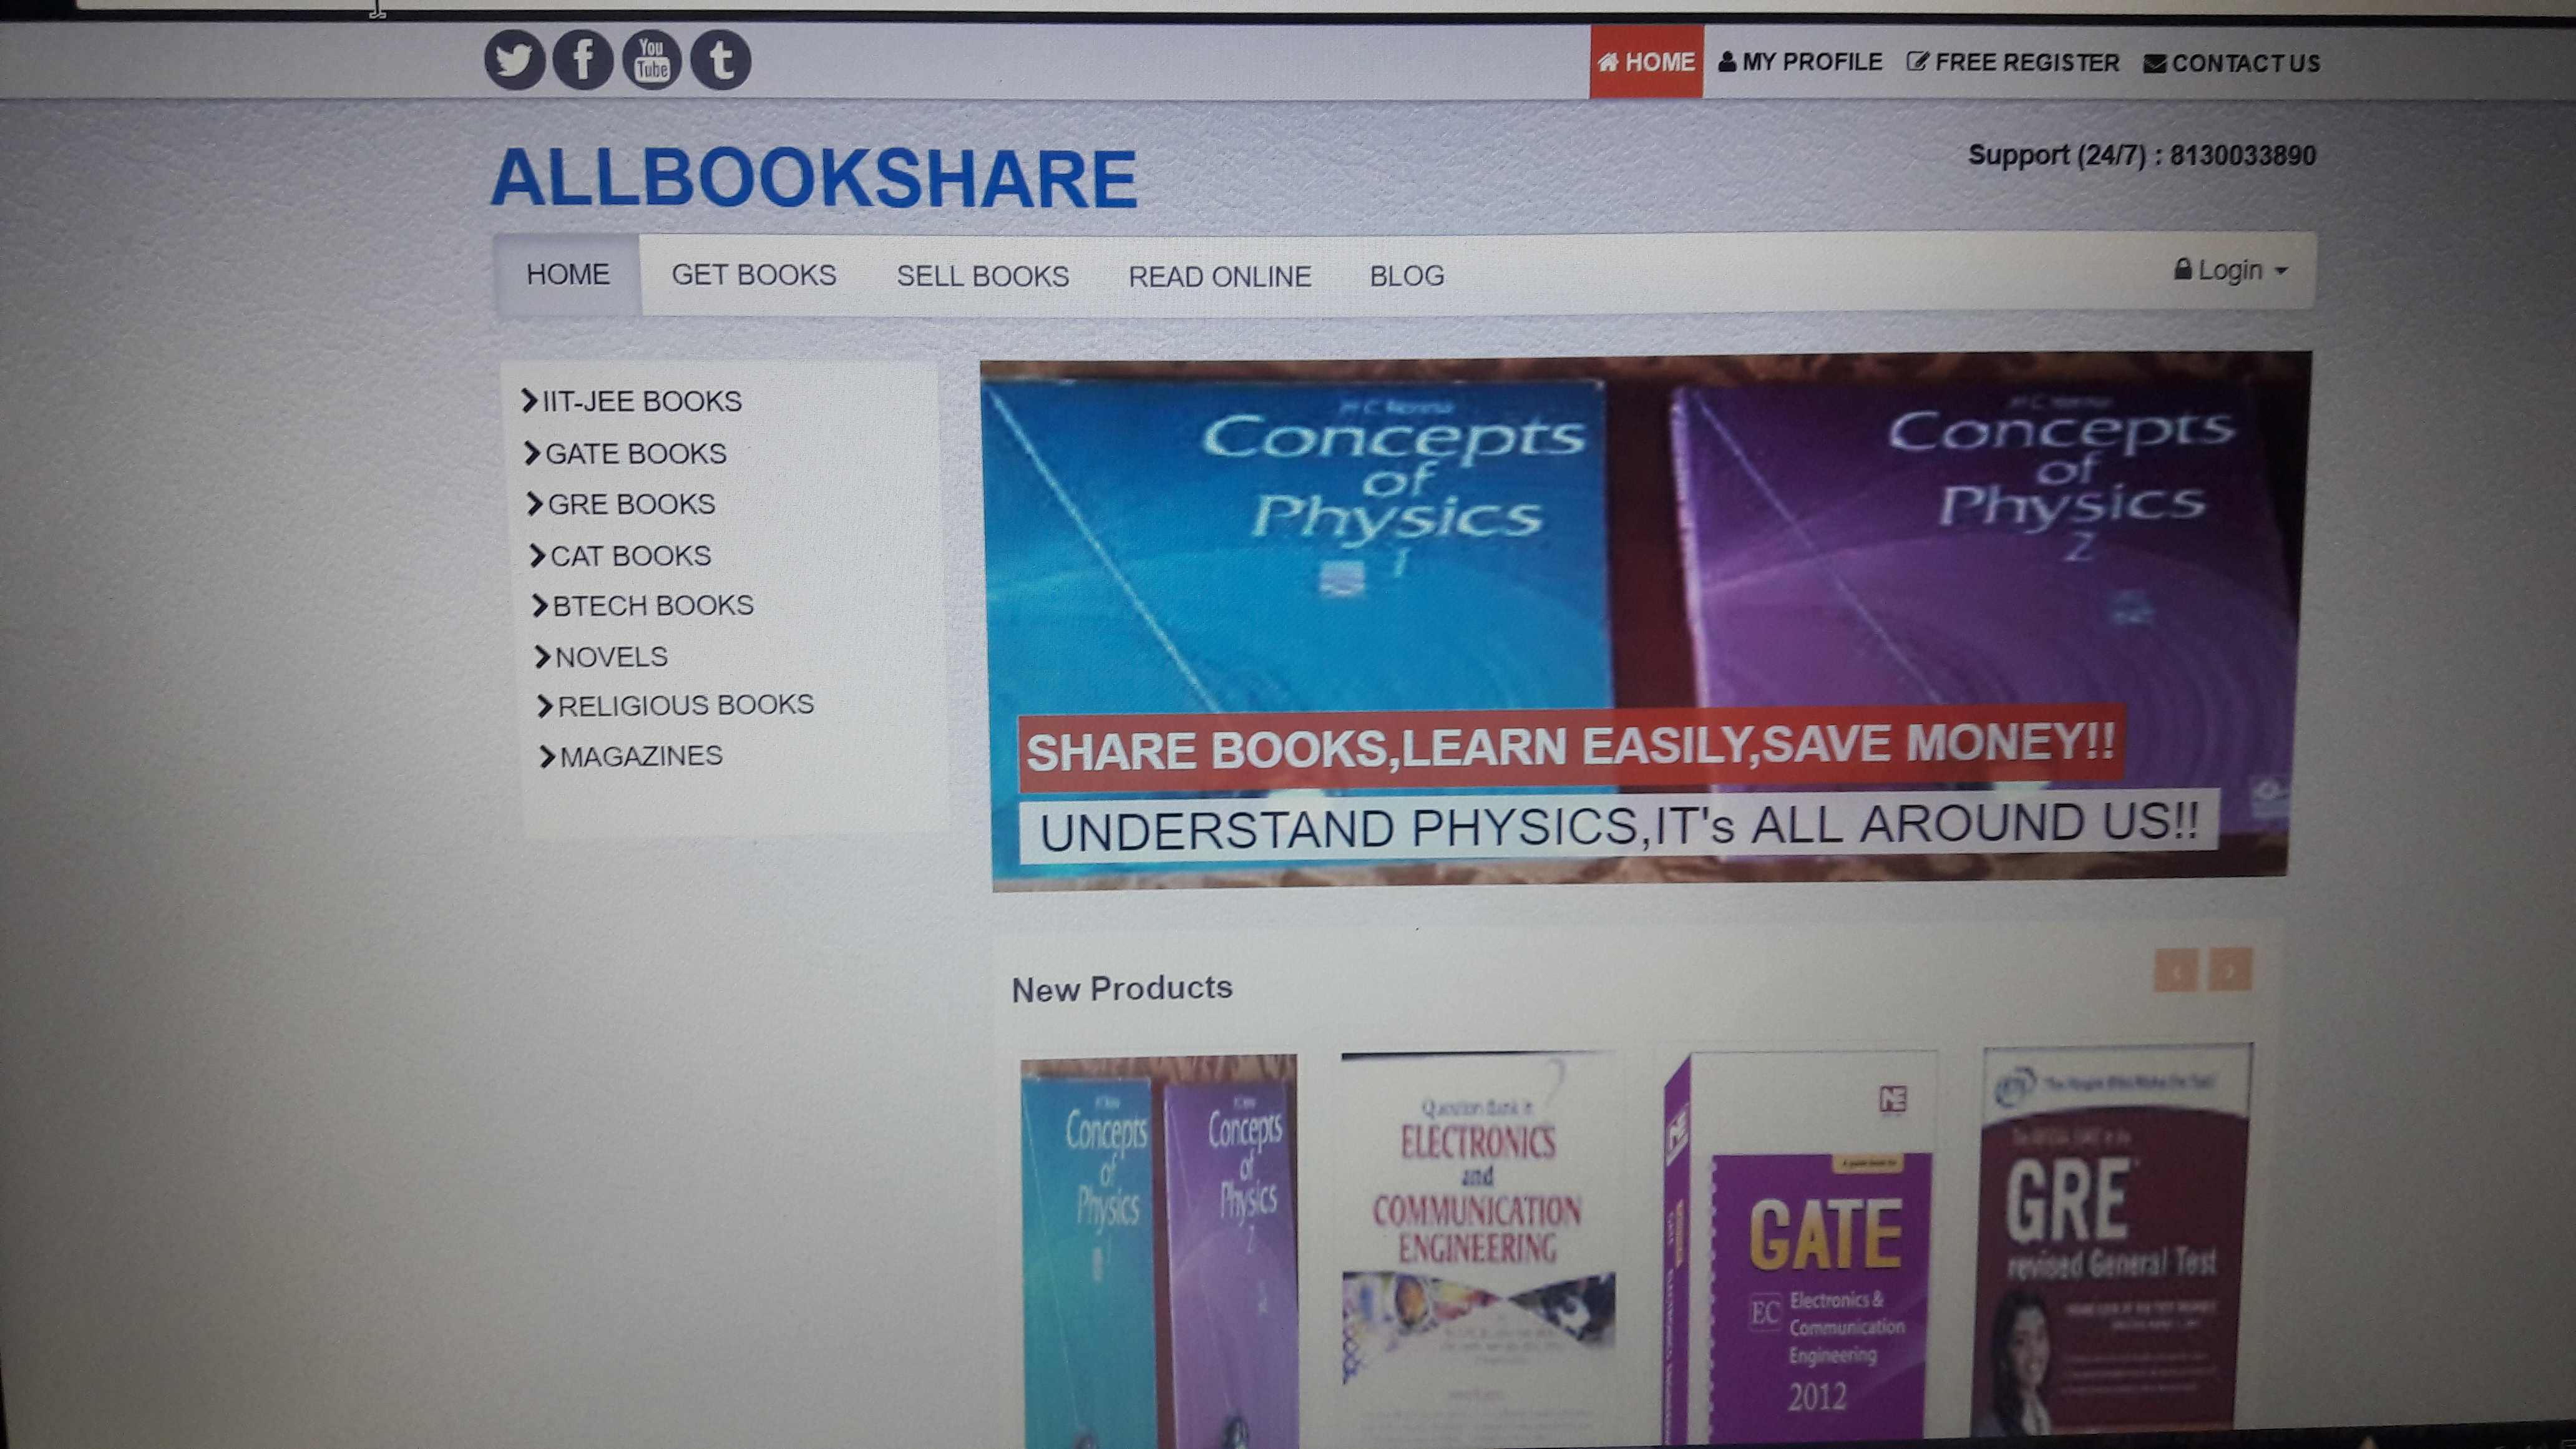 You
Tube
HOME
MY PROFILE
FREE REGISTER
CONTACT US
ALLBOOKSHARE
Support (24/7) : 8130033890
HOME
GET BOOKS
SELL BOOKS
READ ONLINE
BLOG
Login
IIT-JEE BOOKS
GATE BOOKS
GRE BOOKS
CAT BOOKS
BTECH BOOKS
NOVELS
RELIGIOUS BOOKS
MAGAZINES
Concepts
of
Physics
1
Concepts
of
Physics
2
SHARE BOOKS,LEARN EASILY,SAVE MONEY!!
UNDERSTAND PHYSICS,IT's ALL AROUND US!!
New Products
Concepts
of
Physics
1
Concepts
of
Physics
2
Question Bank in
ELECTRONICS
and
COMMUNICATION
ENGINEERING
GATE
EC
Electronics &
Communication
Engineering
2012
GRE
revised General Test